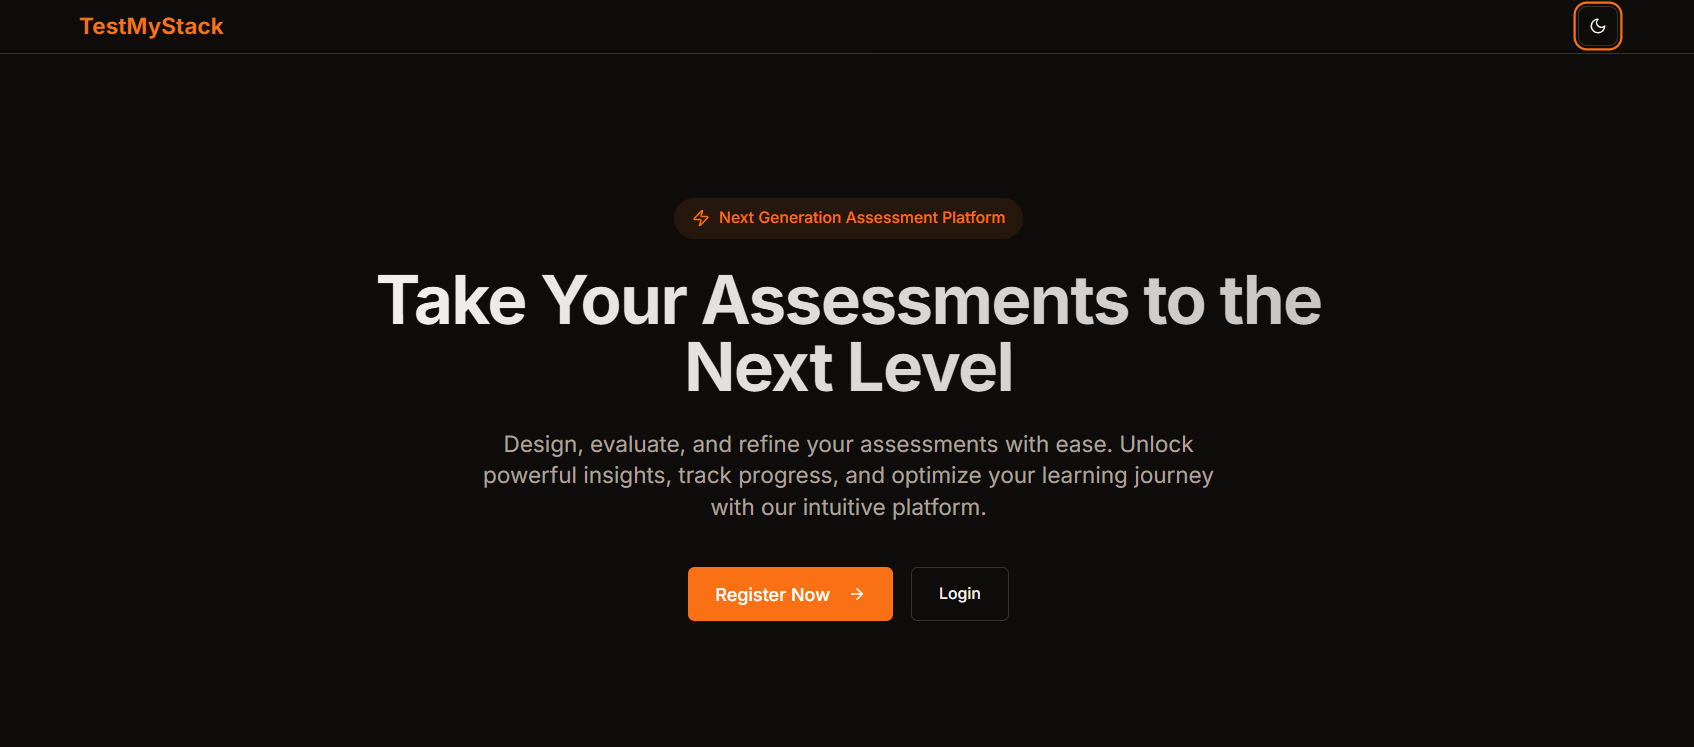 TestMyStack
Next Generation Assessment Platform
Take Your Assessments to the
Next Level
Design, evaluate, and refine your assessments with ease. Unlock
powerful insights, track progress, and optimize your learning journey
with our intuitive platform.
Register Now
Login